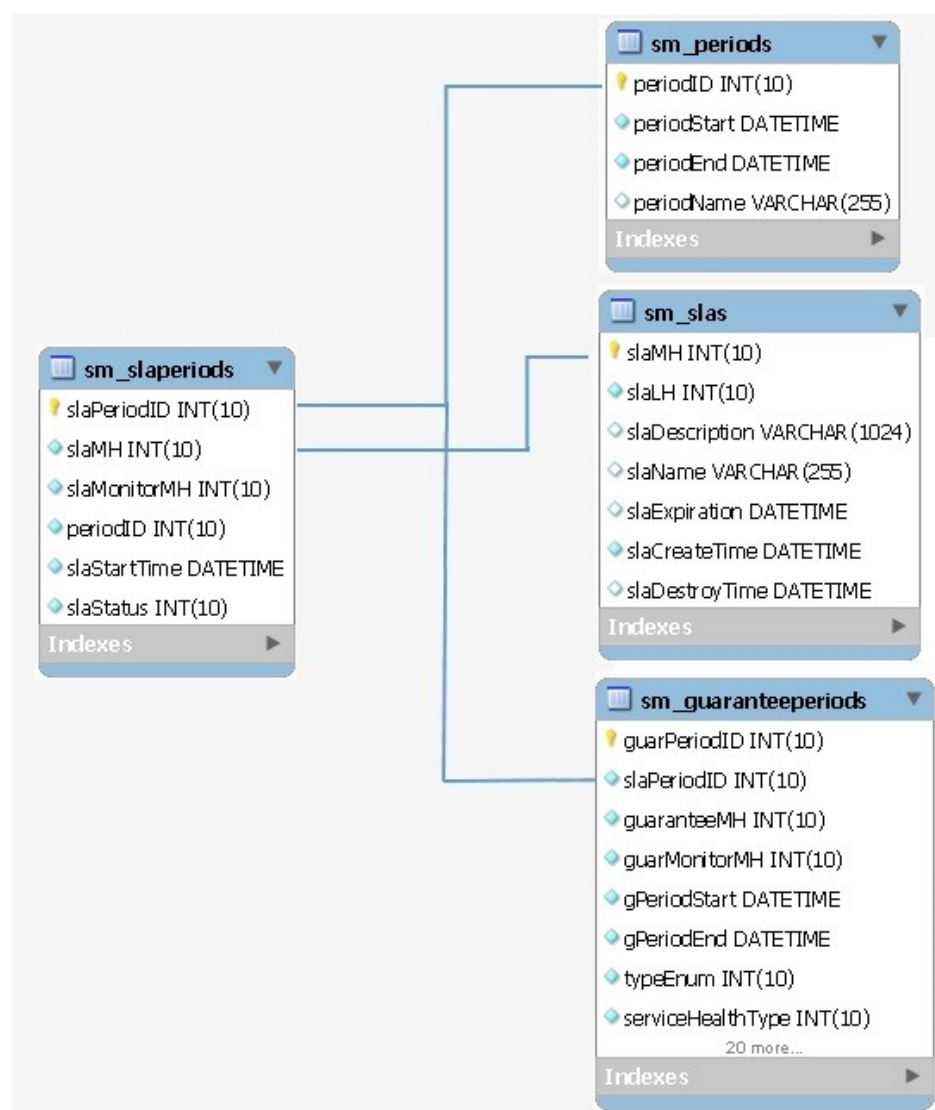 sm_periods
periodID INT(10)
periodStart DATETIME
periodEnd DATETIME
periodName VARCHAR(255)
Indexes
sm_slas
slaMH INT(10)
slaLH INT(10)
slaDescription VARCHAR(1024)
slaName VARCHAR(255)
slaExpiration DATETIME
slaCreateTime DATETIME
slaDestroyTime DATETIME
Indexes
sm_slaperiods
slaPeriodID INT(10)
slaMH INT(10)
slaMonitorMH INT(10)
periodID INT(10)
slaStartTime DATETIME
slaStatus INT(10)
Indexes
sm_guaranteeperiods
guarPeriodID INT(10)
slaPeriodID INT(10)
guaranteeMH INT(10)
guarMonitorMH INT(10)
gPeriodStart DATETIME
gPeriodEnd DATETIME
typeEnum INT(10)
serviceHealthType INT(10)
20 more...
Indexes